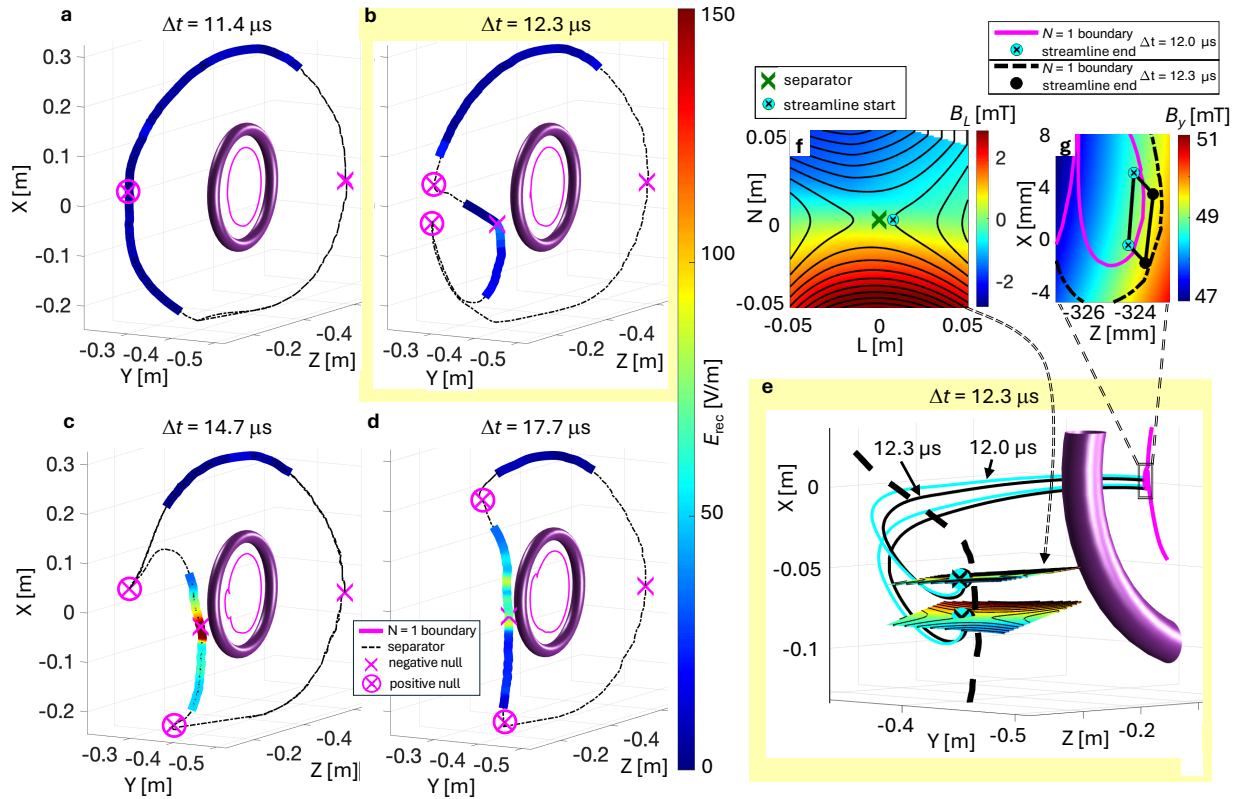 a
Δt = 11.4 μs
0.3
0.2
0.1
0
-0.1
-0.2
X [m]
-0.3
-0.4
-0.5
Y [m]
-0.2
-0.4
Z [m]
b
Δt = 12.3 μs
-0.3
-0.4
-0.5
Y [m]
-0.2
-0.4
Z [m]
150
100
50
0
E_rec [V/m]
c
Δt = 14.7 μs
0.3
0.2
0.1
0
-0.1
-0.2
X [m]
-0.3
-0.4
-0.5
Y [m]
-0.2
-0.4
Z [m]
d
Δt = 17.7 μs
N = 1 boundary
separator
negative null
positive null
-0.3
-0.4
-0.5
Y [m]
-0.2
-0.4
Z [m]
separator
streamline start
N = 1 boundary
streamline end
Δt = 12.0 μs
N = 1 boundary
streamline end
Δt = 12.3 μs
f
0.05
0
-0.05
N [m]
-0.05
0
0.05
L [m]
B_L [mT]
2
0
-2
g
8
4
0
-4
X [mm]
-326
-324
Z [mm]
B_y [mT]
51
49
47
e
Δt = 12.3 μs
12.3 μs
12.0 μs
0
-0.05
-0.1
X [m]
-0.4
-0.5
Y [m]
-0.2
Z [m]